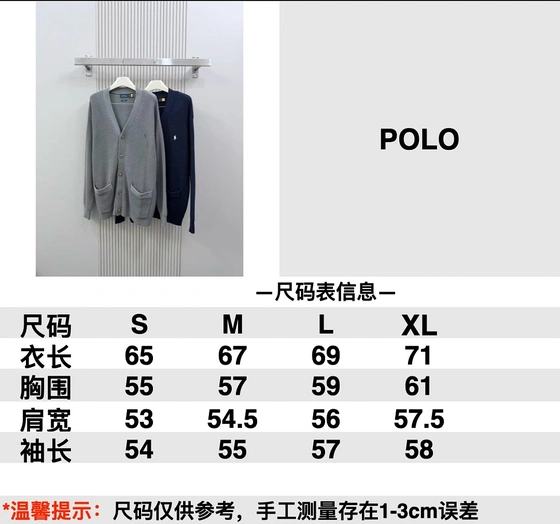 POLO
—尺码表信息—
尺码 S M L XL
衣长 65 67 69 71
胸围 55 57 59 61
肩宽 53 54.5 56 57.5
袖长 54 55 57 58
*温馨提示：尺码仅供参考，手工测量存在1-3cm误差